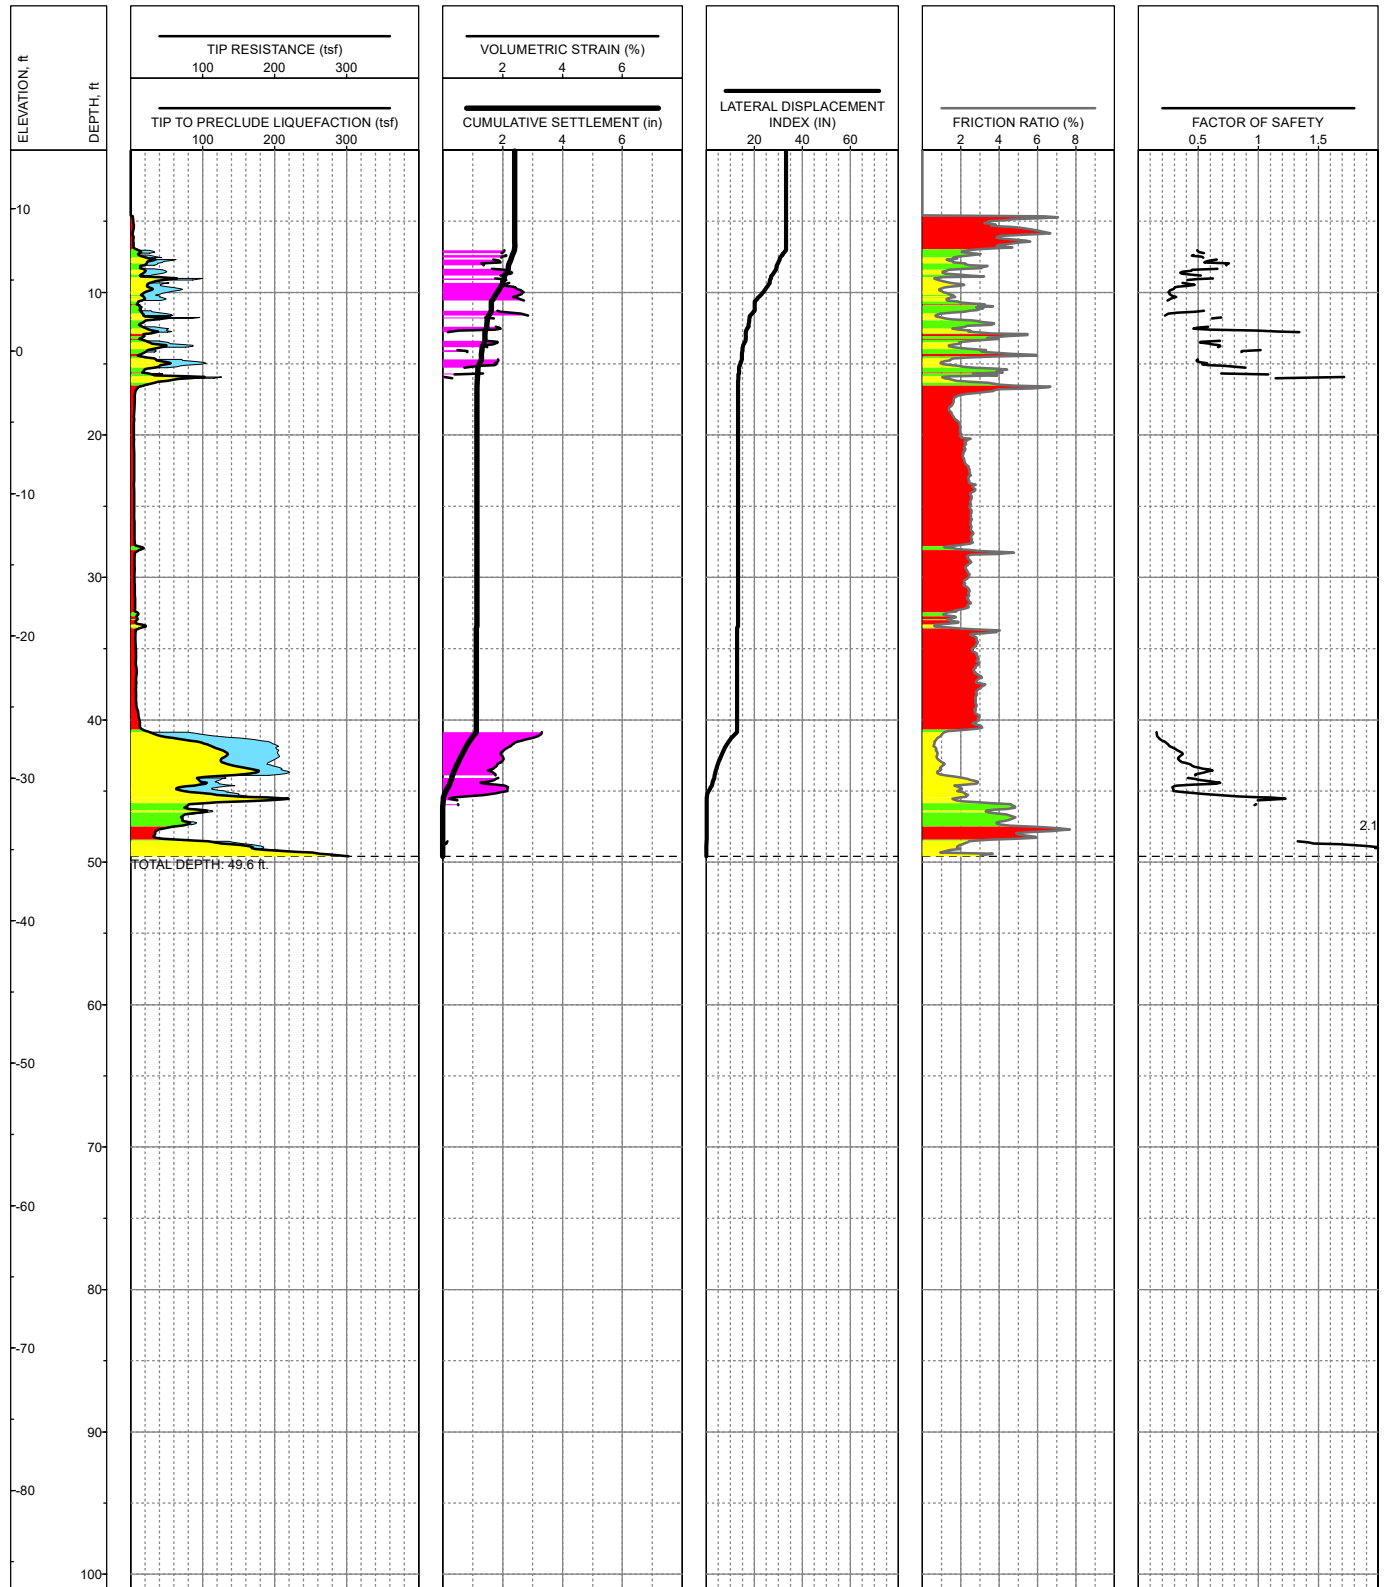 ELEVATION, ft
DEPTH, ft
TIP RESISTANCE (tsf)
100 200 300
TIP TO PRECLUDE LIQUEFACTION (tsf)
100 200 300
VOLUMETRIC STRAIN (%)
2 4 6
CUMULATIVE SETTLEMENT (in)
2 4 6
LATERAL DISPLACEMENT
INDEX (IN)
20 40 60
FRICTION RATIO (%)
2 4 6 8
FACTOR OF SAFETY
0.5 1 1.5
10
0
-10
-20
-30
-40
-50
-60
-70
-80
10
20
30
40
50
60
70
80
90
100
2.1
TOTAL DEPTH: 49.6 ft.